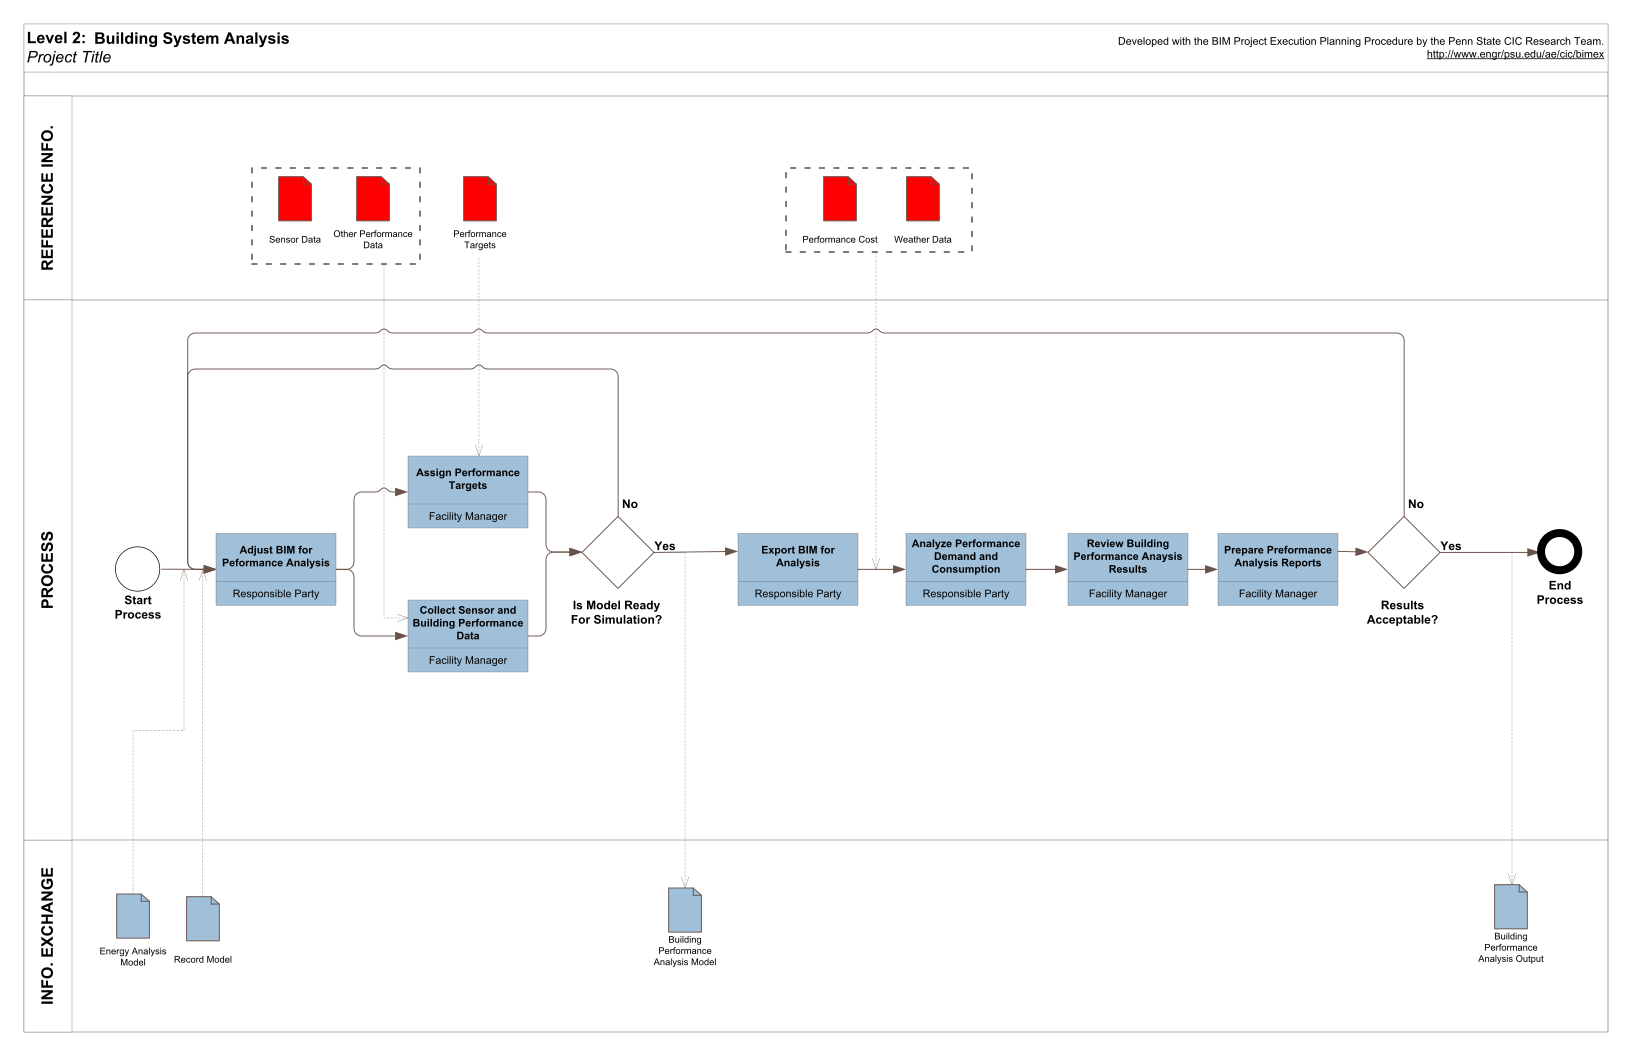 Level 2: Building System Analysis
Project Title
Developed with the BIM Project Execution Planning Procedure by the Penn State CIC Research Team.
http://www.engr/psu.edu/ae/cic/bimex
REFERENCE INFO.
Sensor Data
Other Performance
Data
Performance
Targets
Performance Cost
Weather Data
PROCESS
Start
Process
Adjust BIM for
Peformance Analysis
Responsible Party
Assign Performance
Targets
Facility Manager
Collect Sensor and
Building Performance
Data
Facility Manager
No
Yes
Is Model Ready
For Simulation?
Export BIM for
Analysis
Responsible Party
Analyze Performance
Demand and
Consumption
Responsible Party
Review Building
Performance Anaysis
Results
Facility Manager
Prepare Preformance
Analysis Reports
Facility Manager
No
Yes
Results
Acceptable?
End
Process
INFO. EXCHANGE
Energy Analysis
Model
Record Model
Building
Performance
Analysis Model
Building
Performance
Analysis Output